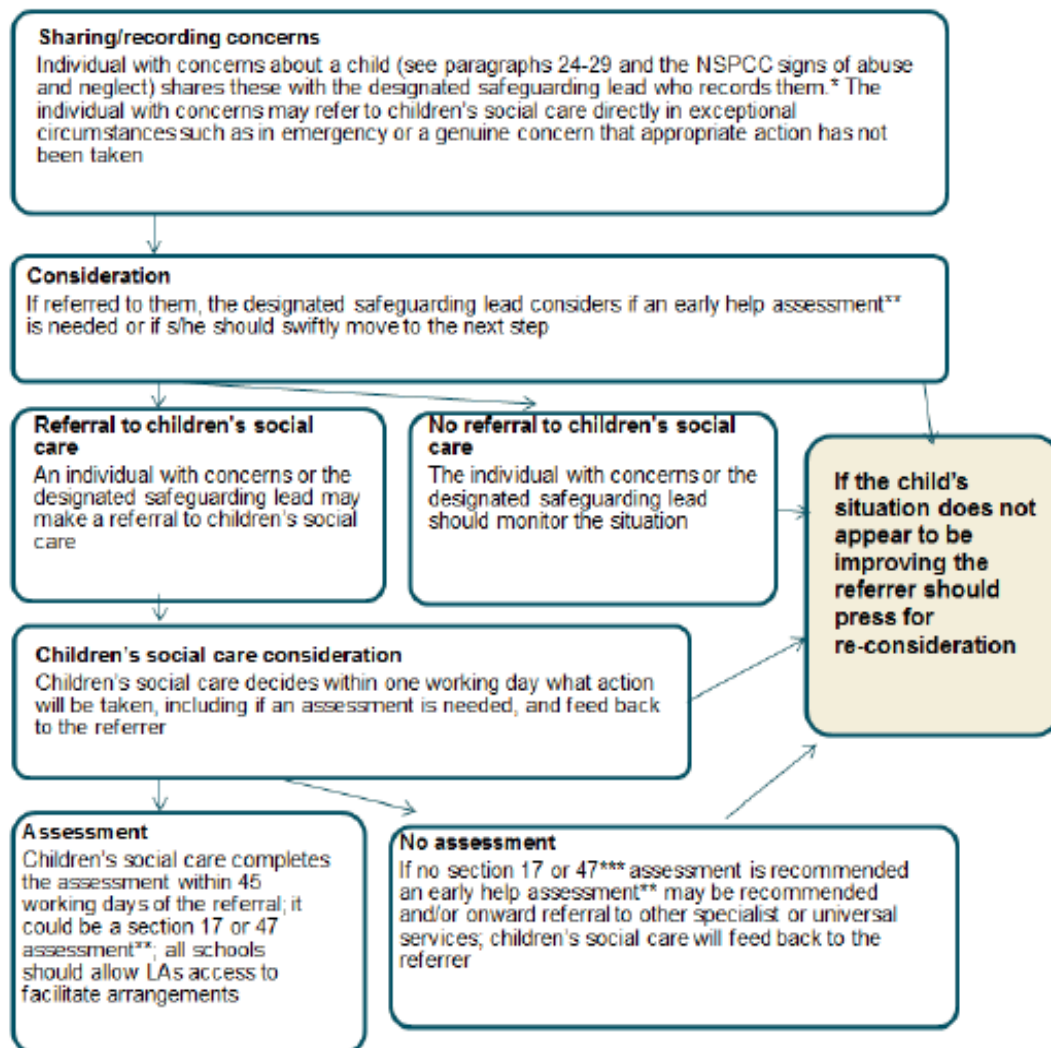 Sharing/recording concerns
Individual with concerns about a child (see paragraphs 24-29 and the NSPCC signs of abuse
and neglect) shares these with the designated safeguarding lead who records them.* The
individual with concerns may refer to children's social care directly in exceptional
circumstances such as in emergency or a genuine concern that appropriate action has not
been taken
Consideration
If referred to them, the designated safeguarding lead considers if an early help assessment**
is needed or if s/he should swiftly move to the next step
Referral to children's social
care
An individual with concerns or the
designated safeguarding lead may
make a referral to children's social
care
No referral to children's social
care
The individual with concerns or the
designated safeguarding lead
should monitor the situation
If the child's
situation does not
appear to be
improving the
referrer should
press for
re-consideration
Children's social care consideration
Children's social care decides within one working day what action
will be taken, including if an assessment is needed, and feed back
to the referrer
Assessment
Children's social care completes
the assessment within 45
working days of the referral; it
could be a section 17 or 47
assessment**; all schools
should allow LAs access to
facilitate arrangements
No assessment
If no section 17 or 47*** assessment is recommended
an early help assessment** may be recommended
and/or onward referral to other specialist or universal
services; children's social care will feed back to the
referrer